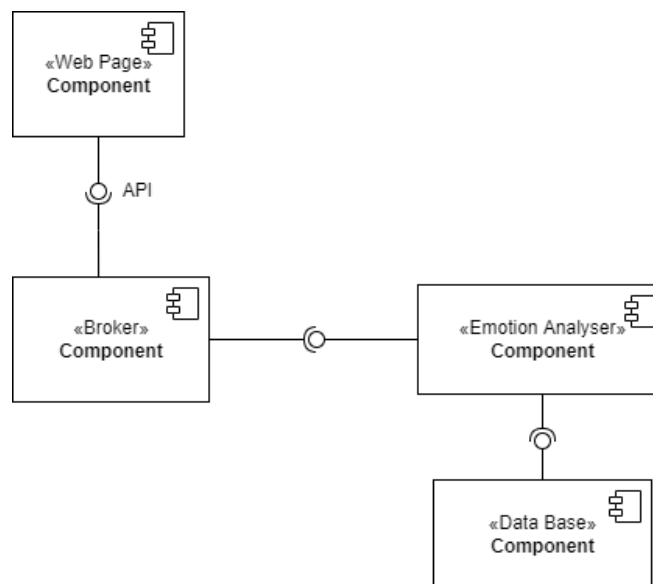 «Web Page»
Component
API
«Broker»
Component
«Emotion Analyser»
Component
«Data Base»
Component